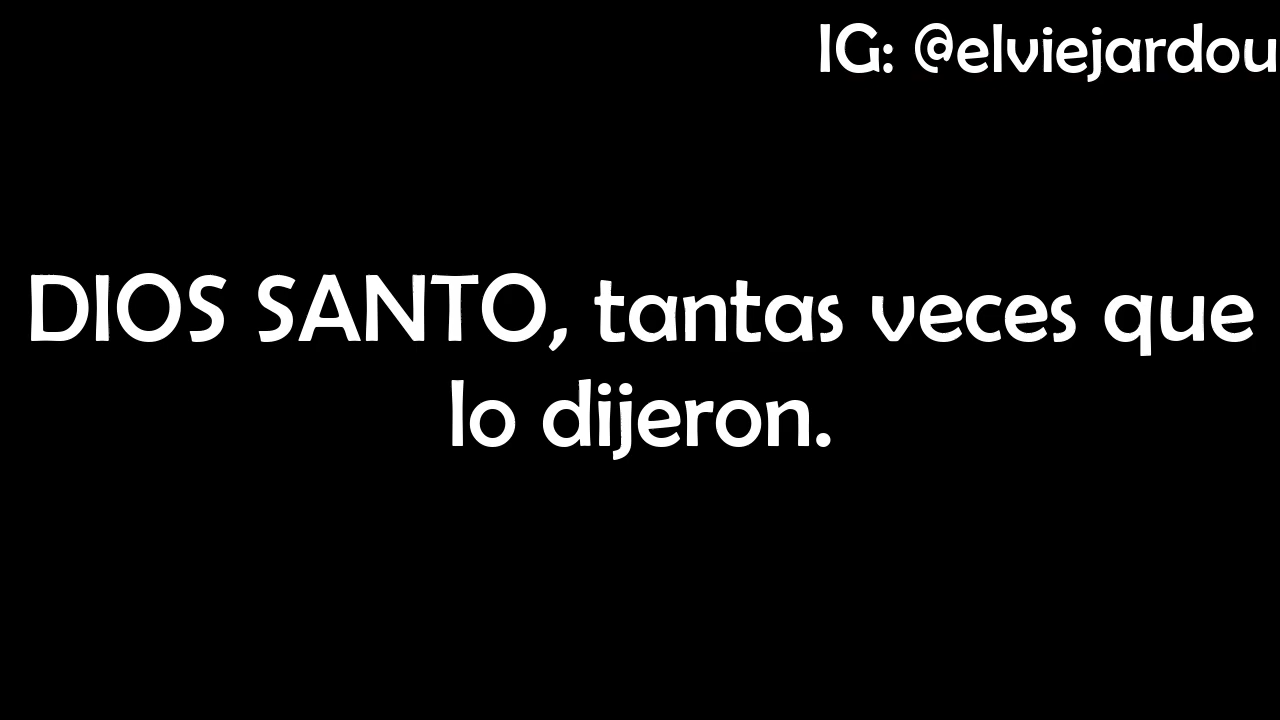 IG: @elviejardou
DIOS SANTO, tantas veces que
lo dijeron.